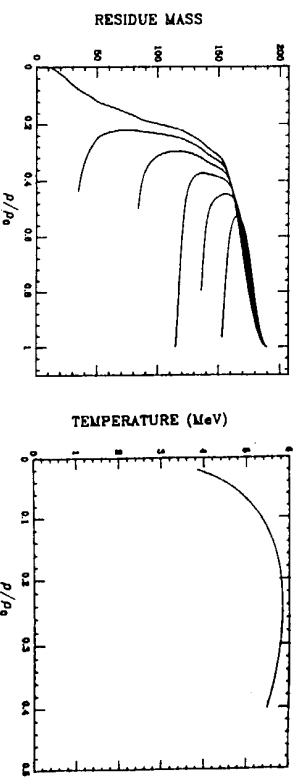 RESIDUE MASS
0 50 100 150 200
0 0.2 0.4 0.6 0.8 1
ρ/ρ₀
TEMPERATURE (MeV)
0 1 2 3 4 5 6
0 0.1 0.2 0.3 0.4 0.5
ρ/ρ₀